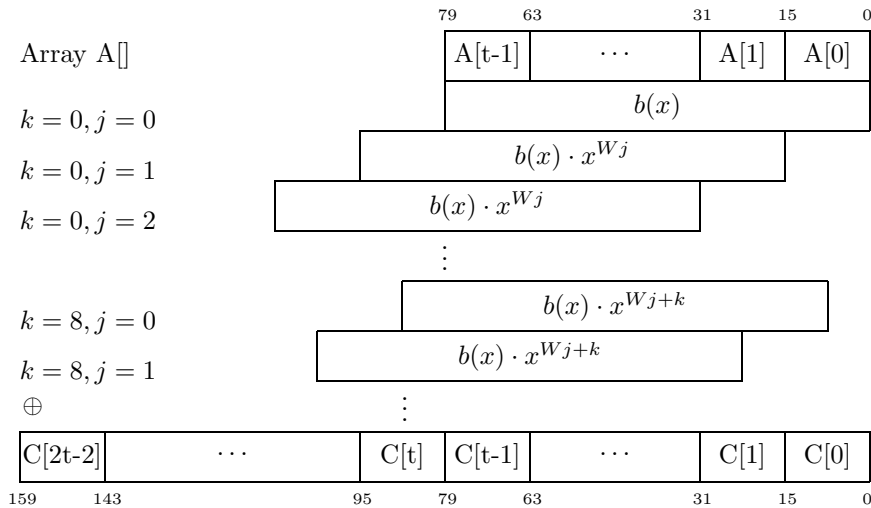 79 63 31 15 0
Array A[] A[t-1] ··· A[1] A[0]
b(x)
k = 0, j = 0
b(x) · x^{Wj}
k = 0, j = 1
b(x) · x^{Wj}
k = 0, j = 2
⋮
b(x) · x^{Wj+k}
k = 8, j = 0
b(x) · x^{Wj+k}
k = 8, j = 1
⊕ ⋮
C[2t-2] ··· C[t] C[t-1] ··· C[1] C[0]
159 143 95 79 63 31 15 0